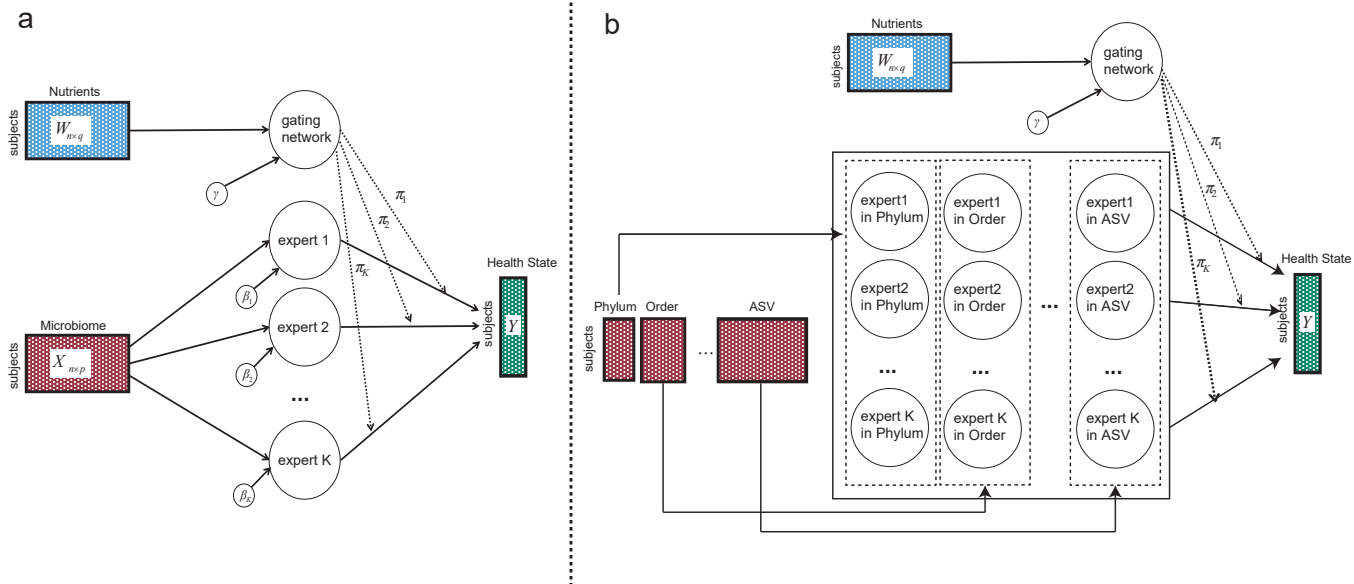 a
Nutrients
subjects
W n×q
gating
network
γ
π1
π2
πK
expert 1
β1
expert 2
β2
...
expert K
βK
Microbiome
subjects
X n×p
Health State
subjects
Y
b
Nutrients
subjects
W n×q
gating
network
γ
π1
π2
πK
expert1
in Phylum
expert1
in Order
expert1
in ASV
expert2
in Phylum
expert2
in Order
...
expert2
in ASV
...
...
...
expert K
in Phylum
expert K
in Order
expert K
in ASV
Phylum
Order
ASV
subjects
...
Health State
subjects
Y